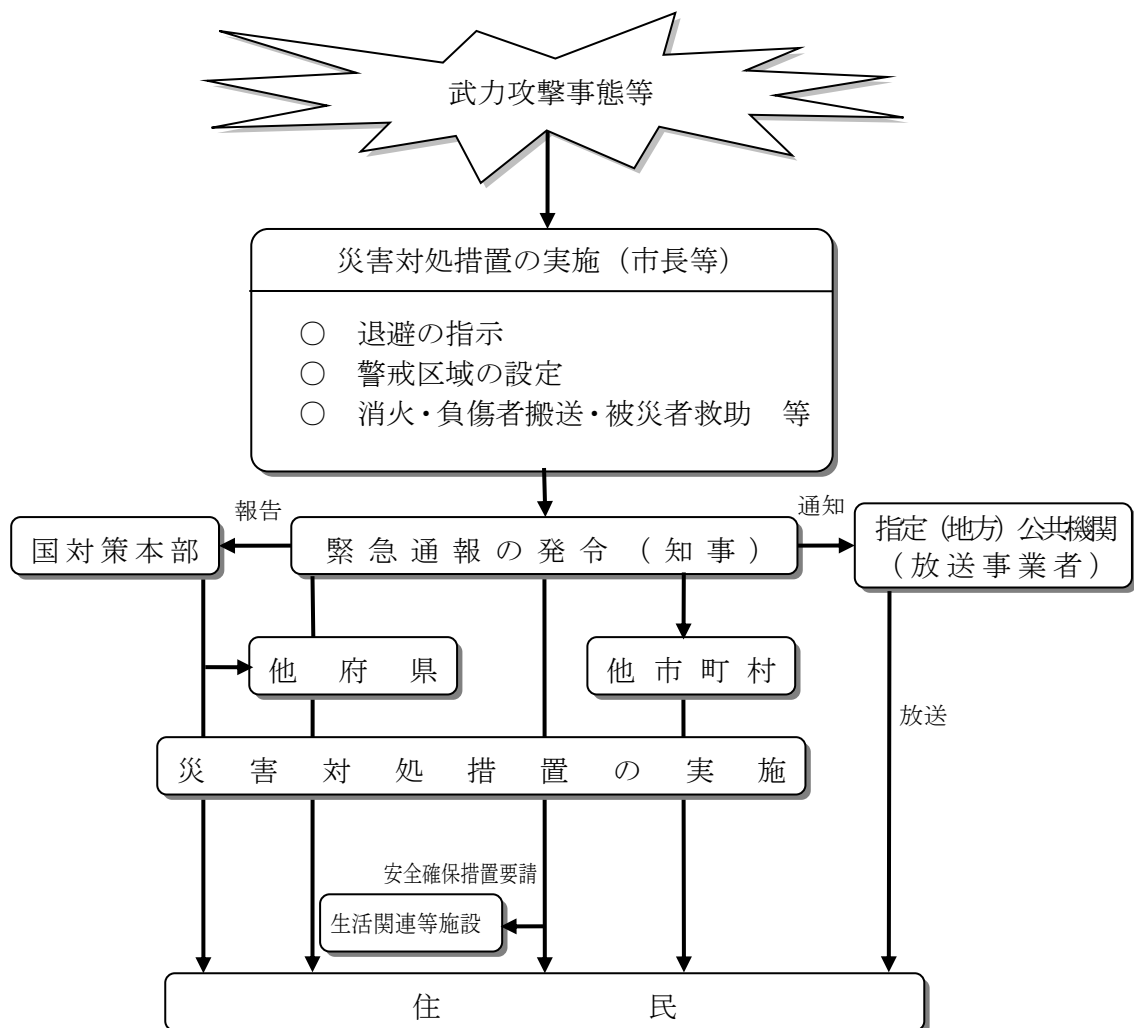 武力攻撃事態等
災害対処措置の実施（市長等）
○ 退避の指示
○ 警戒区域の設定
○ 消火・負傷者搬送・被災者救助 等
報告
通知
国対策本部
緊急通報の発令（知事）
指定（地方）公共機関
（放送事業者）
他府県
他市町村
放送
災害対処措置の実施
安全確保措置要請
生活関連等施設
住民